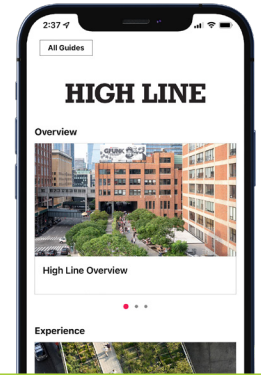 2:37
All Guides
HIGH LINE
Overview
High Line Overview
Experience